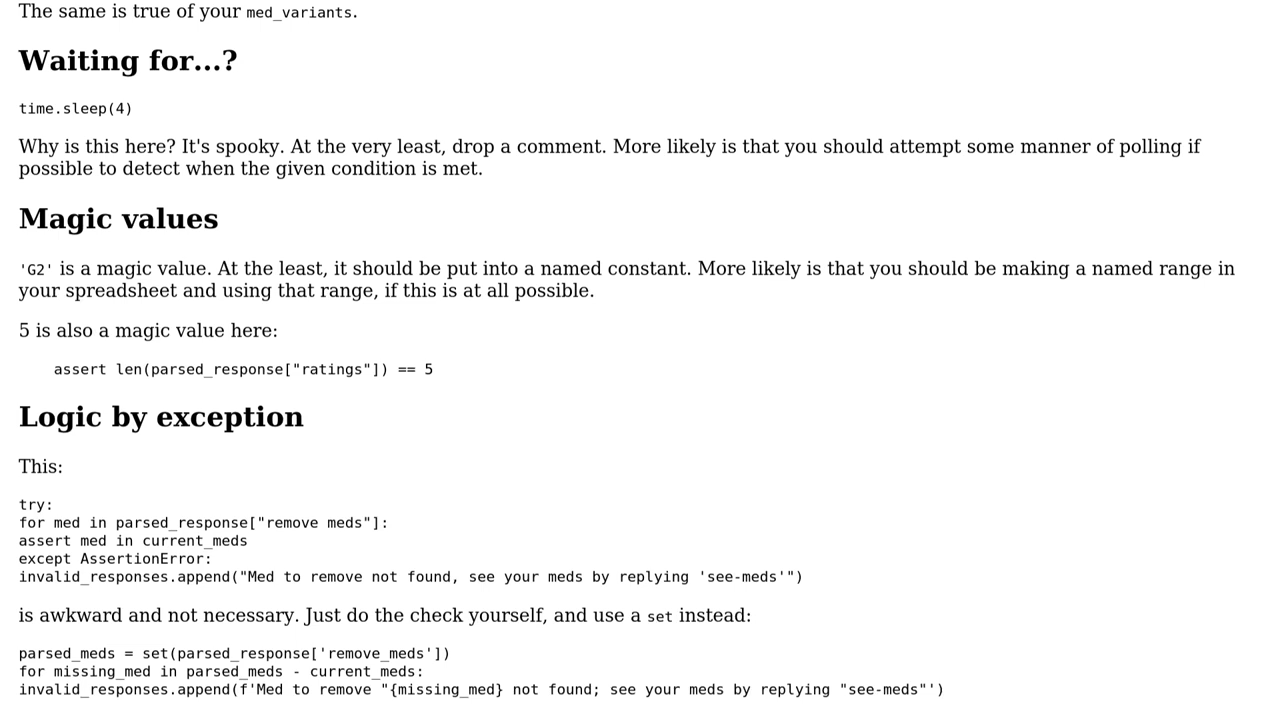 The same is true of your med_variants.
Waiting for...?
time.sleep(4)
Why is this here? It's spooky. At the very least, drop a comment. More likely is that you should attempt some manner of polling if
possible to detect when the given condition is met.
Magic values
'G2' is a magic value. At the least, it should be put into a named constant. More likely is that you should be making a named range in
your spreadsheet and using that range, if this is at all possible.
5 is also a magic value here:
    assert len(parsed_response["ratings"]) == 5
Logic by exception
This:
try:
for med in parsed_response["remove meds"]:
assert med in current_meds
except AssertionError:
invalid_responses.append("Med to remove not found, see your meds by replying 'see-meds'")
is awkward and not necessary. Just do the check yourself, and use a set instead:
parsed_meds = set(parsed_response['remove_meds'])
for missing_med in parsed_meds - current_meds:
invalid_responses.append(f'Med to remove "{missing_med} not found; see your meds by replying "see-meds"')